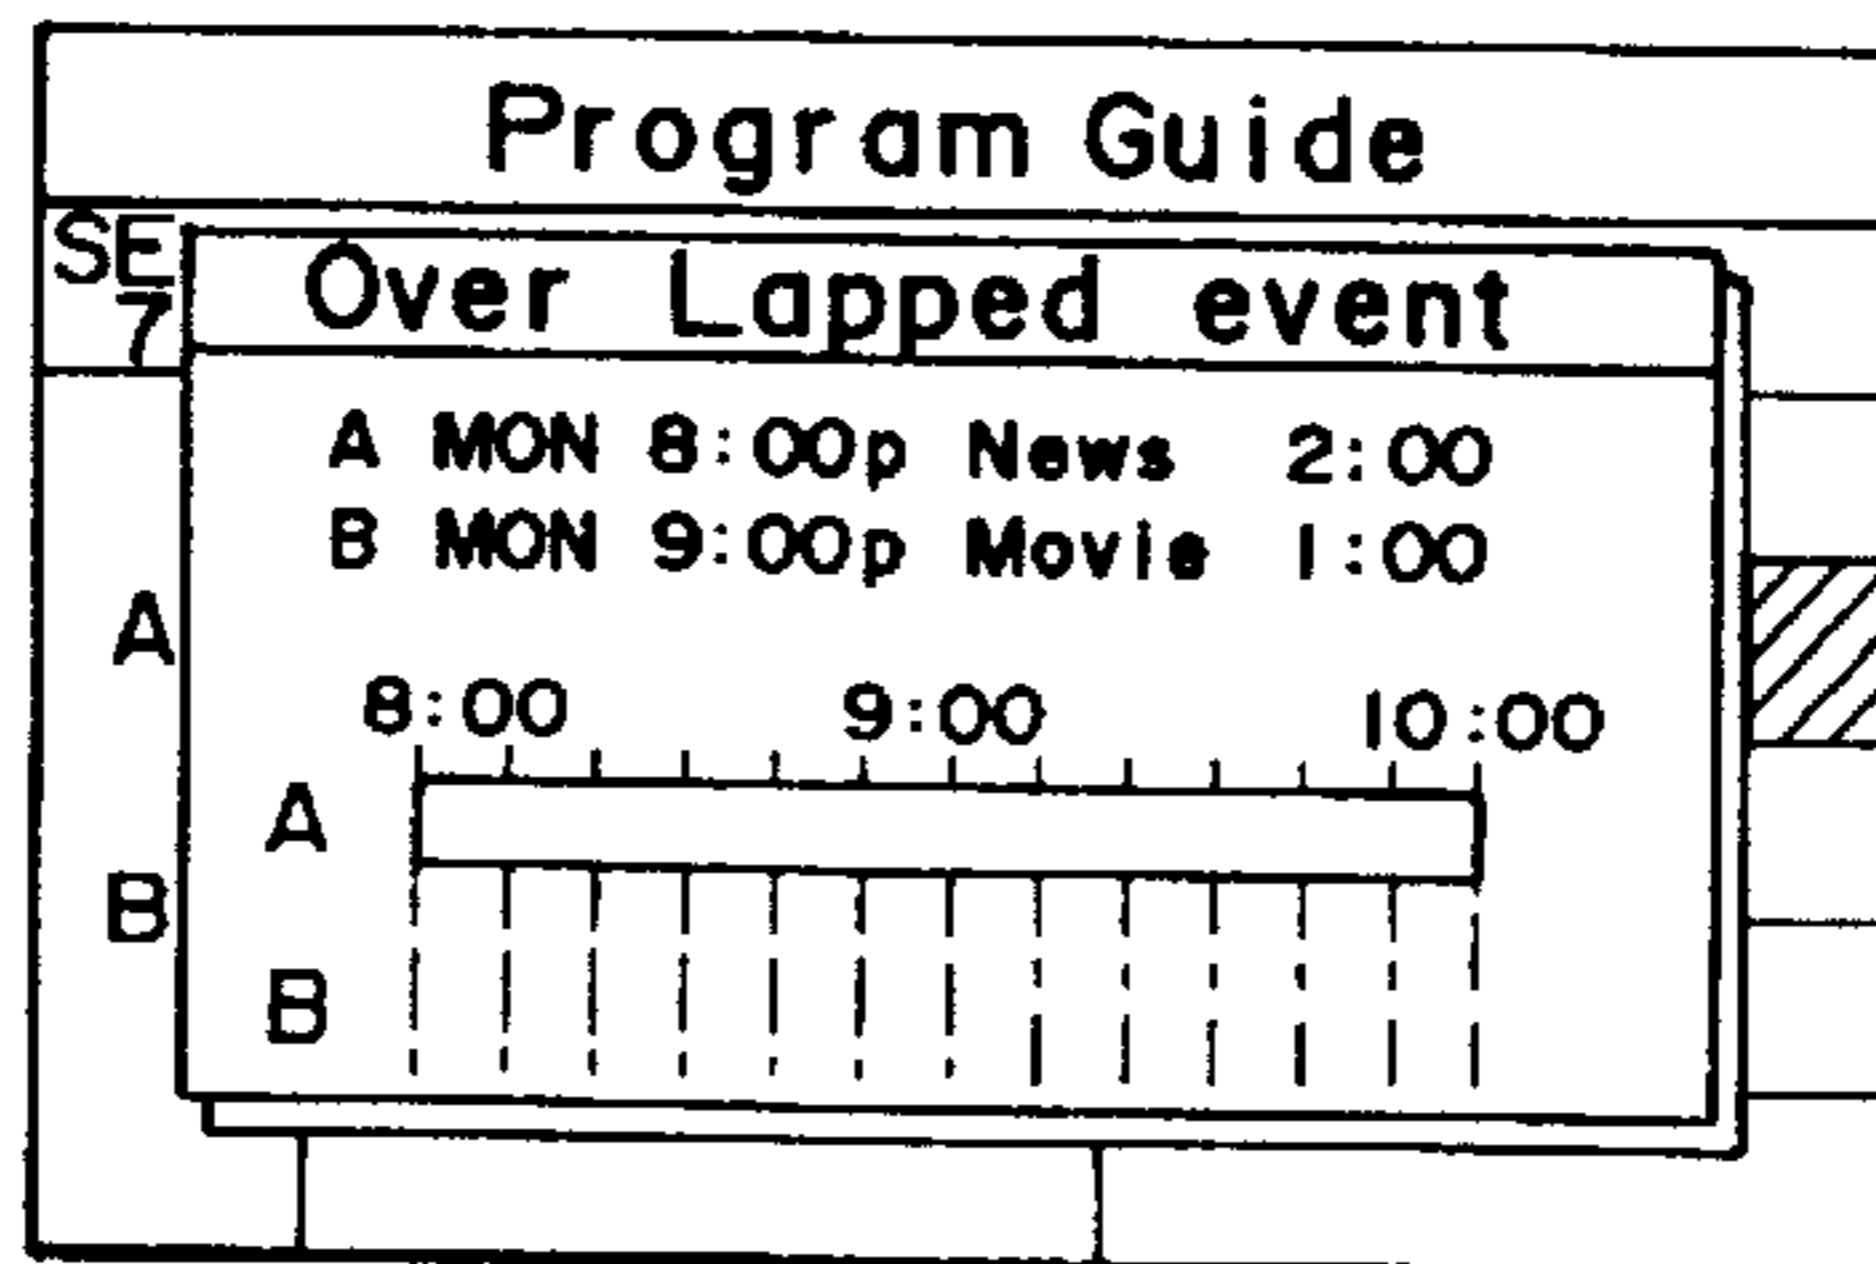 Program Guide
SE
7
Over Lapped event
A MON 8:00p News 2:00
B MON 9:00p Movie 1:00
A
8:00 9:00 10:00
A
B
B